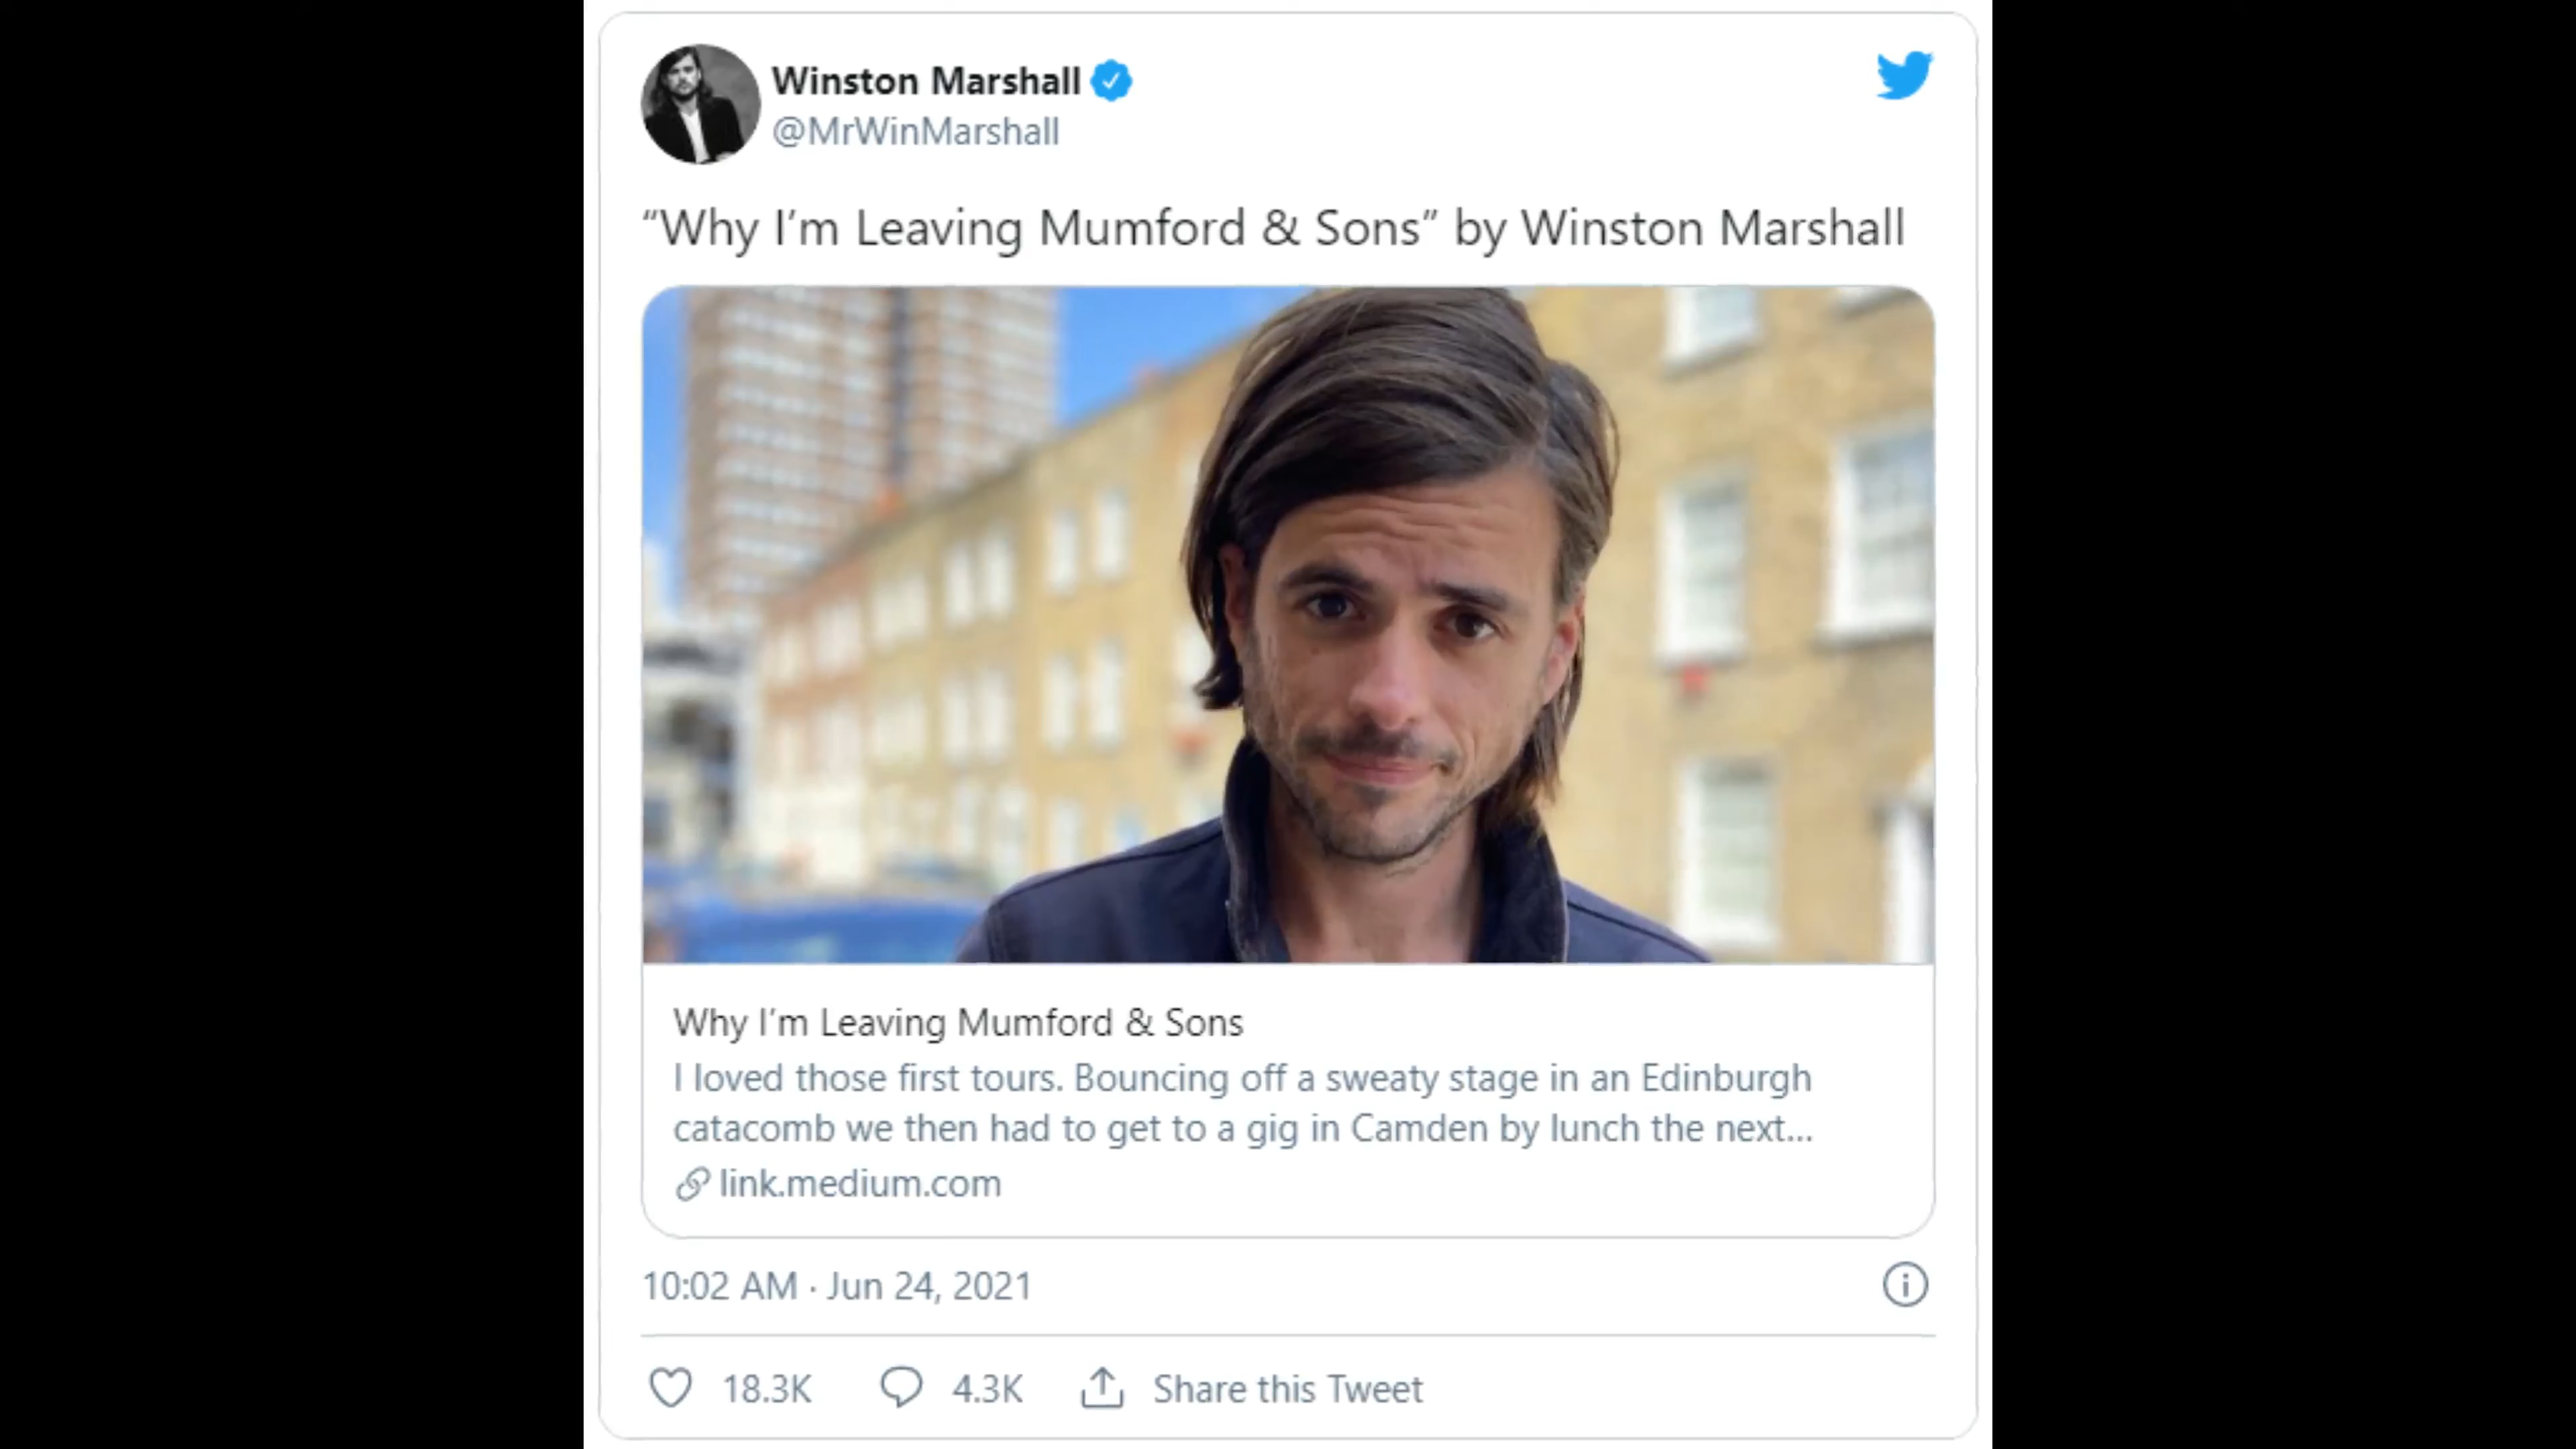 Winston Marshall
@MrWinMarshall
“Why I’m Leaving Mumford & Sons” by Winston Marshall
Why I’m Leaving Mumford & Sons
I loved those first tours. Bouncing off a sweaty stage in an Edinburgh
catacomb we then had to get to a gig in Camden by lunch the next...
link.medium.com
10:02 AM · Jun 24, 2021
18.3K 4.3K Share this Tweet